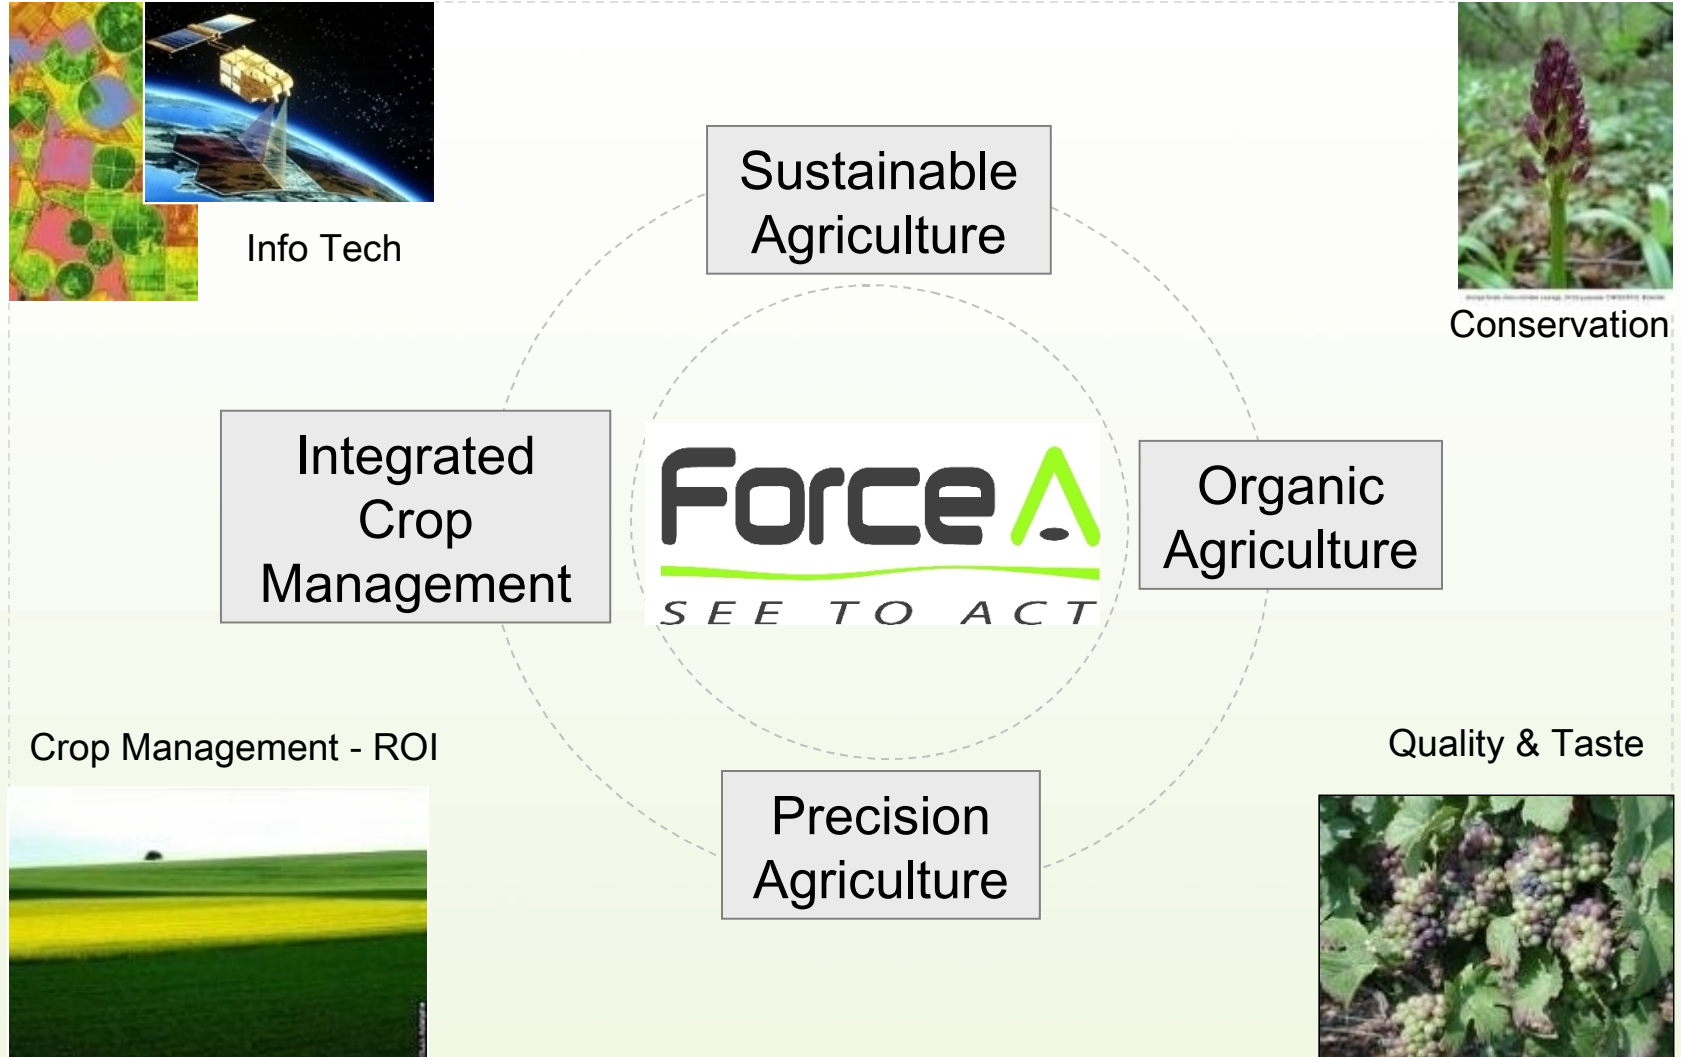 Info Tech
Sustainable
Agriculture
Conservation
Integrated
Crop
Management
Force A
SEE TO ACT
Organic
Agriculture
Crop Management - ROI
Quality & Taste
Precision
Agriculture